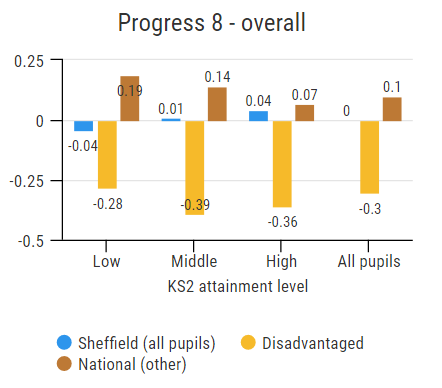 Progress 8 - overall
0.25
0.19
0.14
0.01
0.04
0.07
0
0.1
0
-0.04
-0.28
-0.39
-0.36
-0.3
-0.25
-0.5
Low
Middle
High
All pupils
KS2 attainment level
Sheffield (all pupils)
Disadvantaged
National (other)